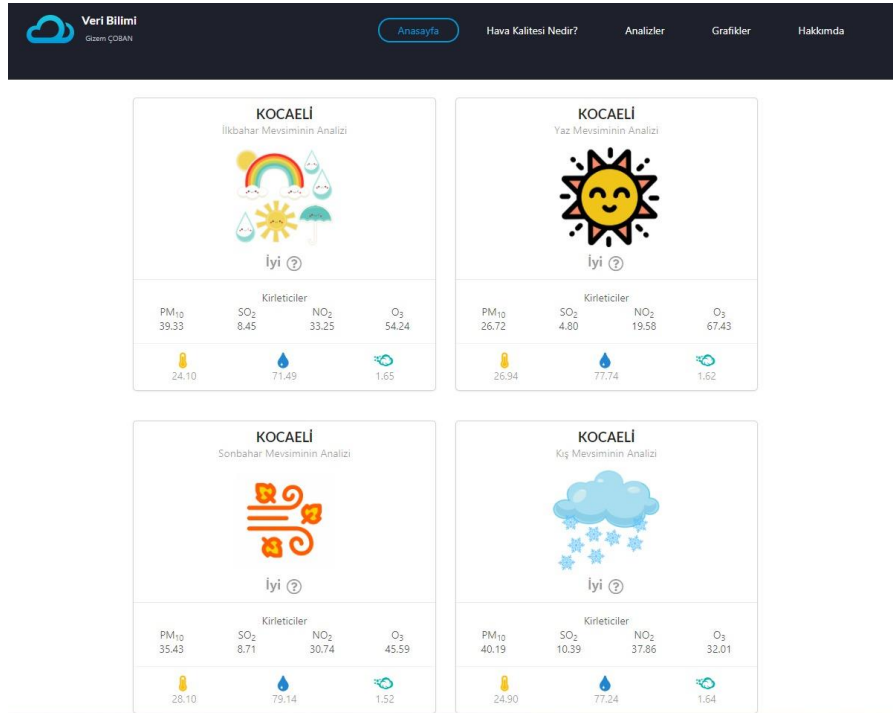 Veri Bilimi
Gizem ÇOBAN
Anasayfa Hava Kalitesi Nedir? Analizler Grafikler Hakkımda
KOCAELİ
İlkbahar Mevsiminin Analizi
İyi ?
Kirleticiler
PM₁₀ SO₂ NO₂ O₃
39.33 8.45 33.25 54.24
24.10 71.49 1.65
KOCAELİ
Yaz Mevsiminin Analizi
İyi ?
Kirleticiler
PM₁₀ SO₂ NO₂ O₃
26.72 4.80 19.58 67.43
26.94 77.74 1.62
KOCAELİ
Sonbahar Mevsiminin Analizi
İyi ?
Kirleticiler
PM₁₀ SO₂ NO₂ O₃
35.43 8.71 30.74 45.59
28.10 79.14 1.52
KOCAELİ
Kış Mevsiminin Analizi
İyi ?
Kirleticiler
PM₁₀ SO₂ NO₂ O₃
40.19 10.39 37.86 32.01
24.90 77.24 1.64